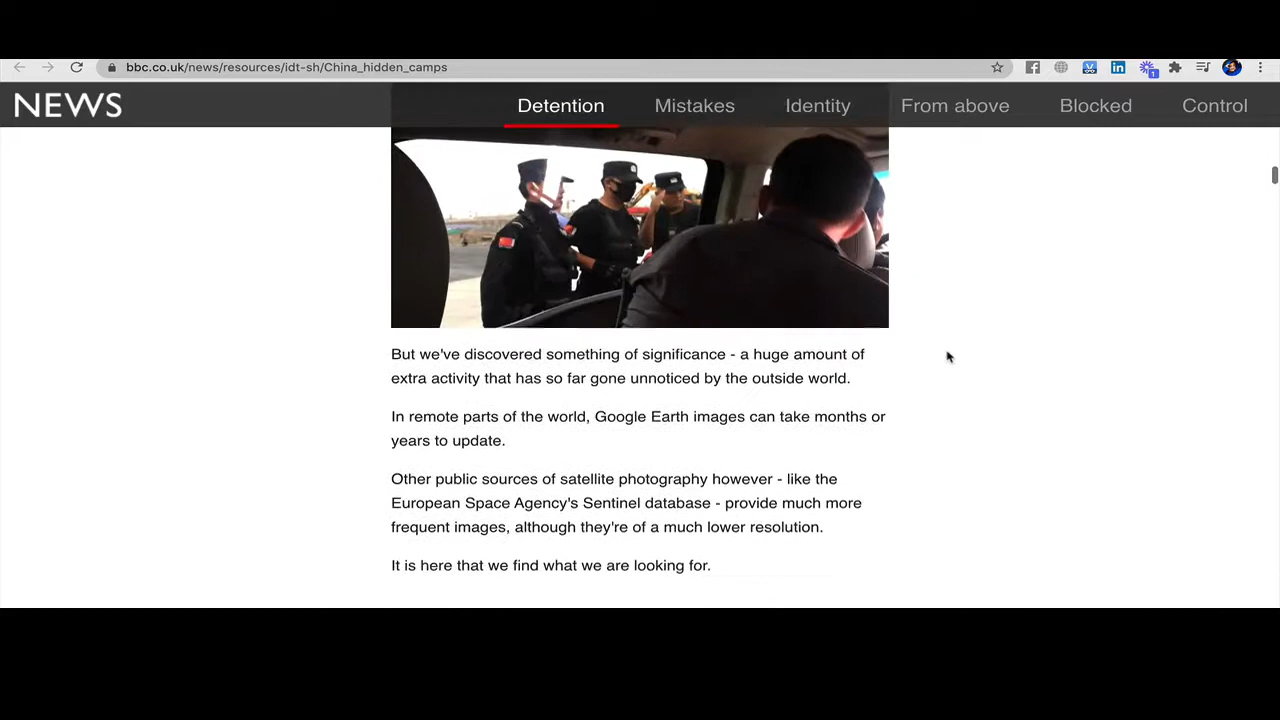 bbc.co.uk/news/resources/idt-sh/China_hidden_camps
1
NEWS
Detention
Mistakes
Identity
From above
Blocked
Control
But we've discovered something of significance - a huge amount of
extra activity that has so far gone unnoticed by the outside world.
In remote parts of the world, Google Earth images can take months or
years to update.
Other public sources of satellite photography however - like the
European Space Agency's Sentinel database - provide much more
frequent images, although they're of a much lower resolution.
It is here that we find what we are looking for.